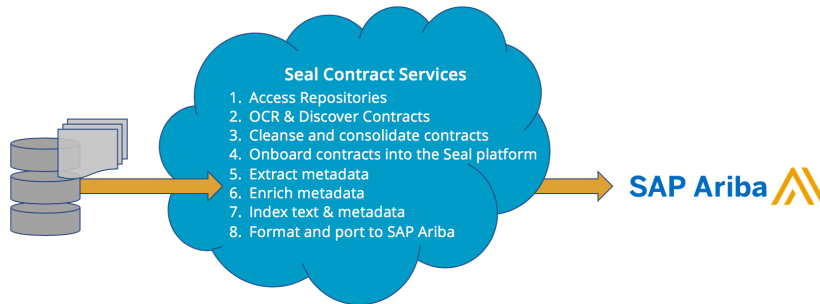 Seal Contract Services
1. Access Repositories
2. OCR & Discover Contracts
3. Cleanse and consolidate contracts
4. Onboard contracts into the Seal platform
5. Extract metadata
6. Enrich metadata
7. Index text & metadata
8. Format and port to SAP Ariba
SAP Ariba